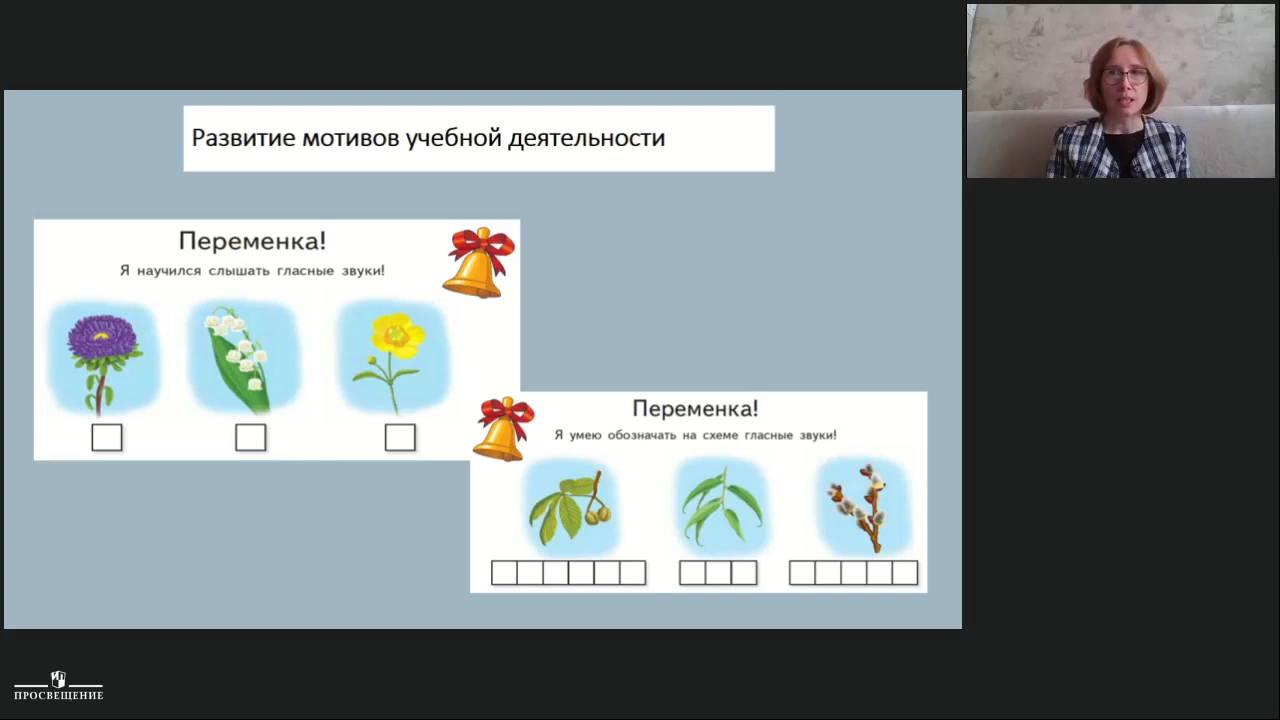 Развитие мотивов учебной деятельности
Переменка!
Я научился слышать гласные звуки!
Переменка!
Я умею обозначать на схеме гласные звуки!
ПРОСВЕЩЕНИЕ